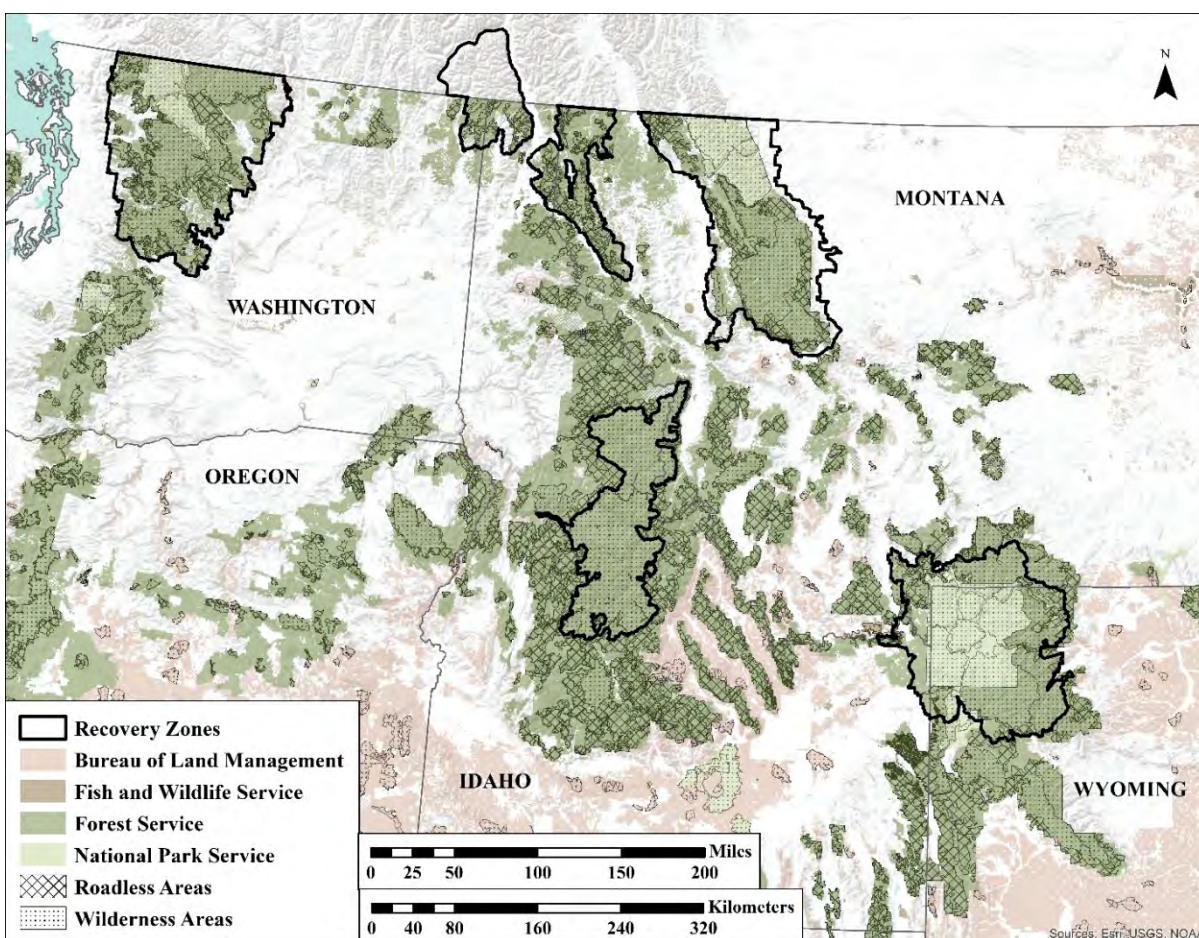 N
MONTANA
WASHINGTON
OREGON
IDAHO
WYOMING
Recovery Zones
Bureau of Land Management
Fish and Wildlife Service
Forest Service
National Park Service
Roadless Areas
Wilderness Areas
Miles
0 25 50 100 150 200
Kilometers
0 40 80 160 240 320
Sources: Esri, USGS, NOAA